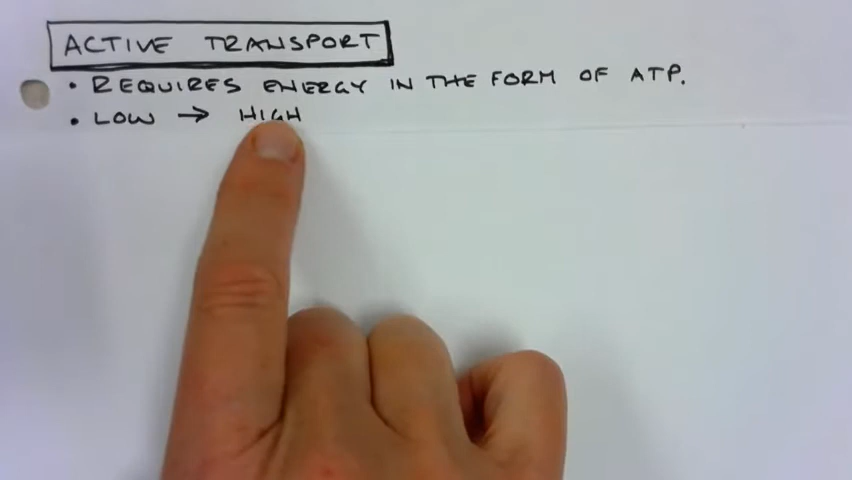 ACTIVE TRANSPORT
• REQUIRES ENERGY IN THE FORM OF ATP.
• LOW → HIGH